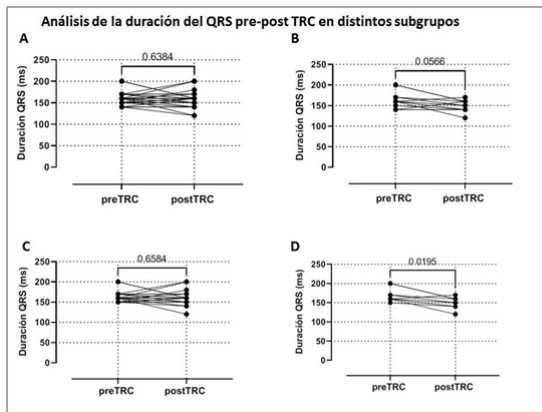 Análisis de la duración del QRS pre-post TRC en distintos subgrupos
A
0.6384
Duración QRS (ms)
250
200
150
100
50
0
preTRC postTRC
B
0.0566
Duración QRS (ms)
250
200
150
100
50
0
preTRC postTRC
C
0.6584
Duración QRS (ms)
250
200
150
100
50
0
preTRC postTRC
D
0.0195
Duración QRS (ms)
250
200
150
100
50
0
preTRC postTRC